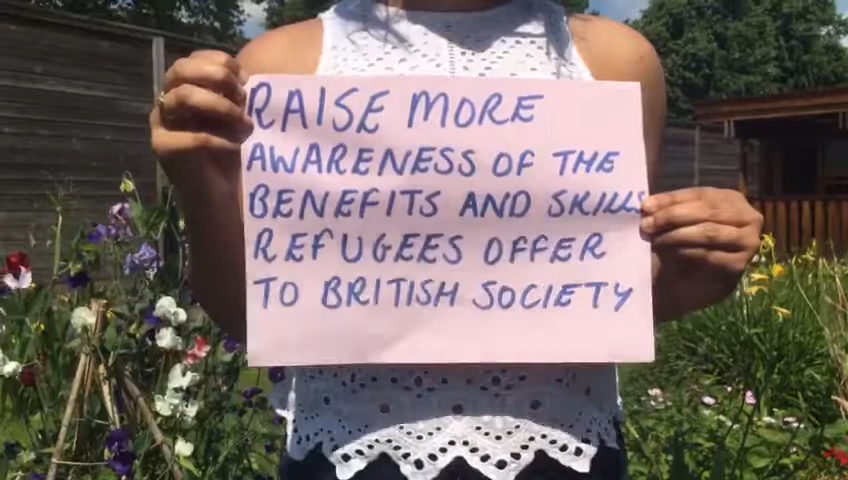 RAISE MORE
AWARENESS OF THE
BENEFITS AND SKILLS
REFUGEES OFFER
TO BRITISH SOCIETY